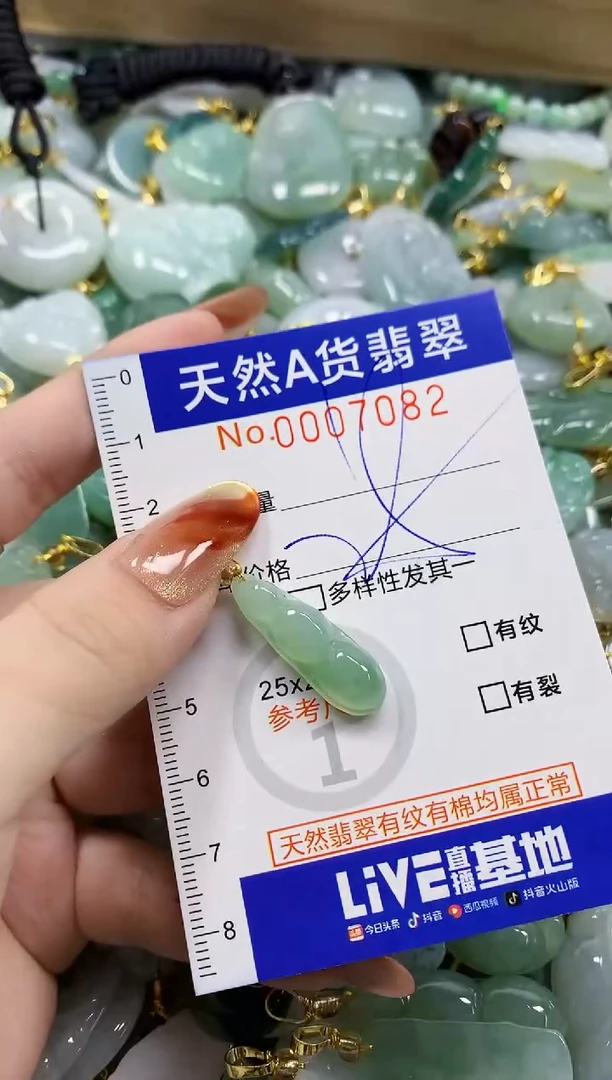 0
天然A货翡翠
No.0007082
1
2
量
价格
多样性发其一
有纹
25x2
参考
有裂
5
1
6
天然翡翠有纹有棉均属正常
7
LiVE直播基地
8
头条 今日头条 抖音 西瓜视频 抖音火山版